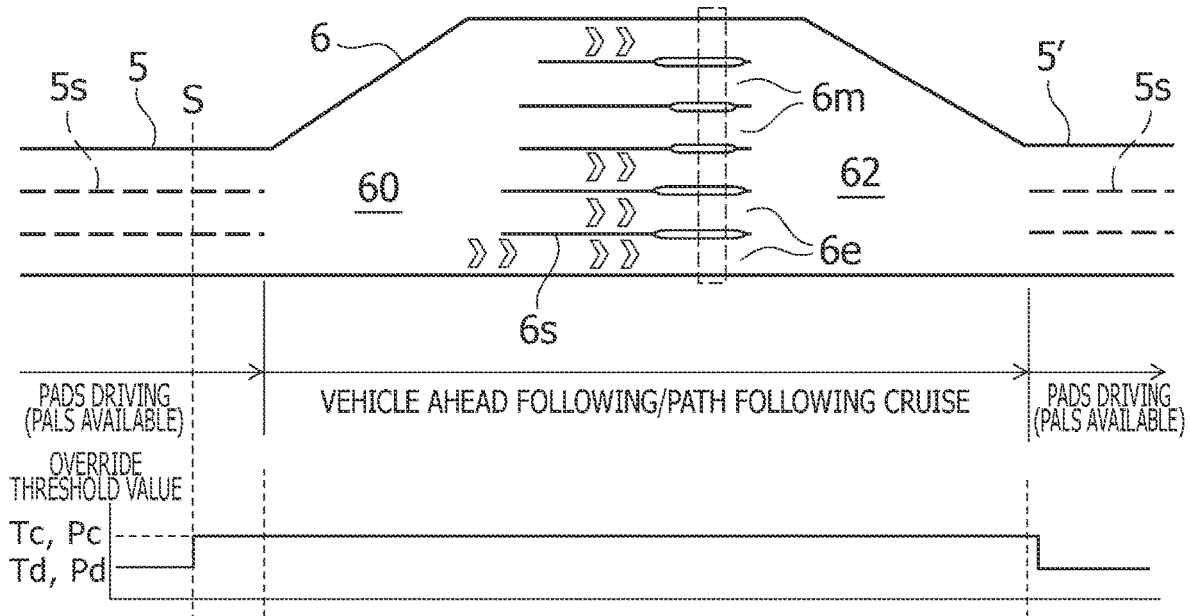 6
5
5s
S
6m
5'
5s
60
62
6e
6s
PADS DRIVING
(PALS AVAILABLE)
VEHICLE AHEAD FOLLOWING/PATH FOLLOWING CRUISE
PADS DRIVING
(PALS AVAILABLE)
OVERRIDE
THRESHOLD VALUE
Tc, Pc
Td, Pd